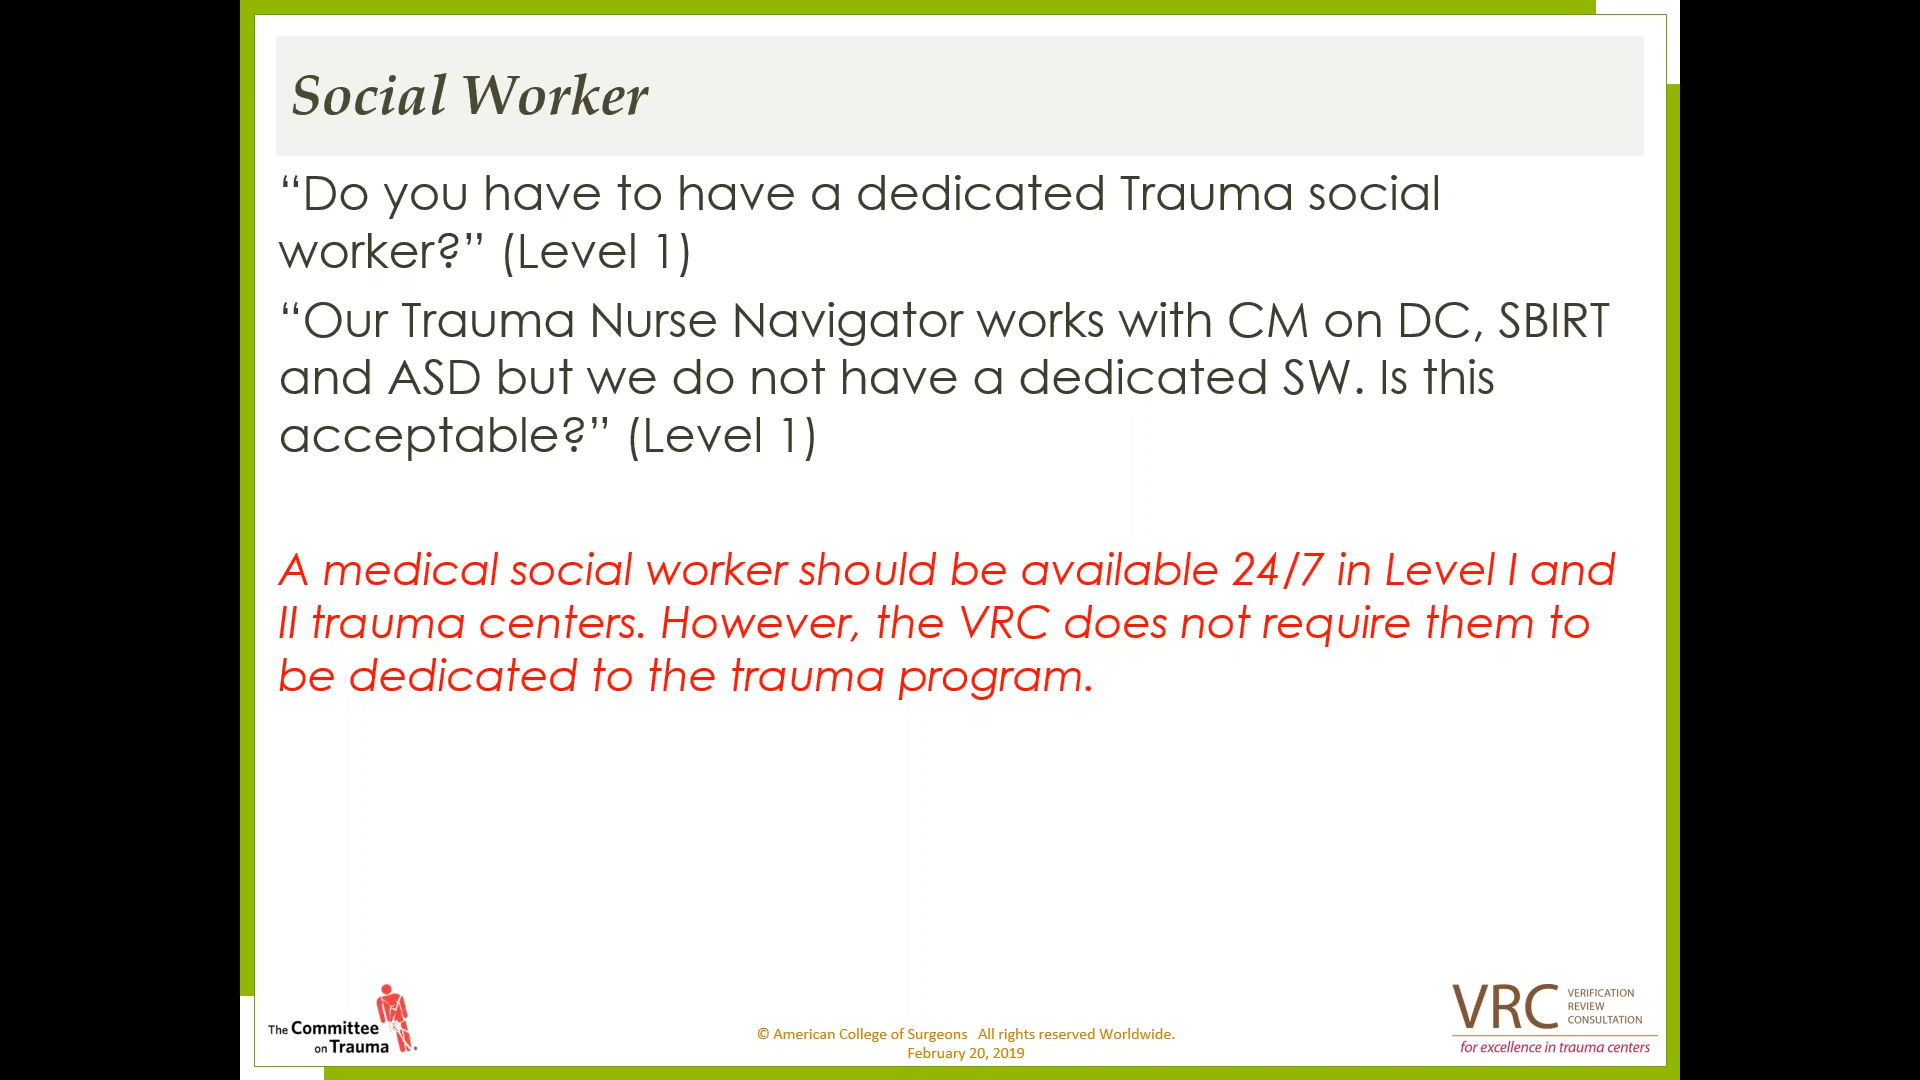 Social Worker
“Do you have to have a dedicated Trauma social
worker?” (Level 1)
“Our Trauma Nurse Navigator works with CM on DC, SBIRT
and ASD but we do not have a dedicated SW. Is this
acceptable?” (Level 1)
A medical social worker should be available 24/7 in Level I and
II trauma centers. However, the VRC does not require them to
be dedicated to the trauma program.
The Committee
on Trauma
© American College of Surgeons All rights reserved Worldwide.
February 20, 2019
VRC
VERIFICATION
REVIEW
CONSULTATION
for excellence in trauma centers